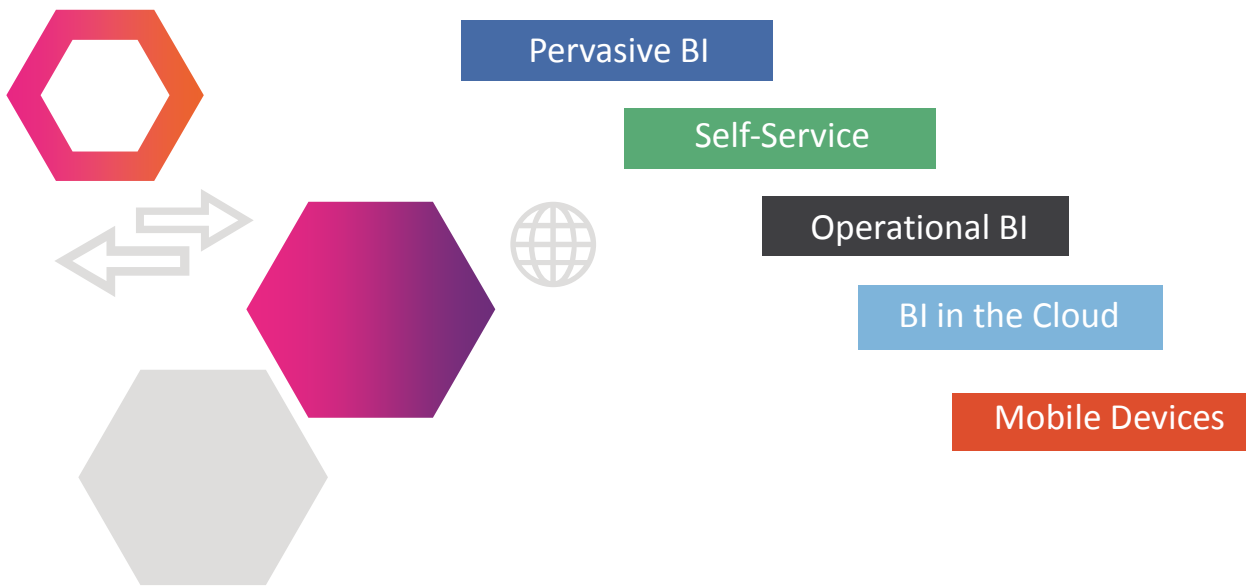 Pervasive BI
Self-Service
Operational BI
BI in the Cloud
Mobile Devices